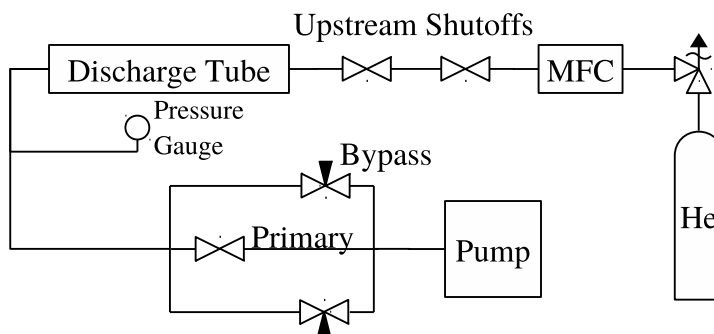 Upstream Shutoffs
Discharge Tube
MFC
Pressure
Gauge
Bypass
He
Primary
Pump